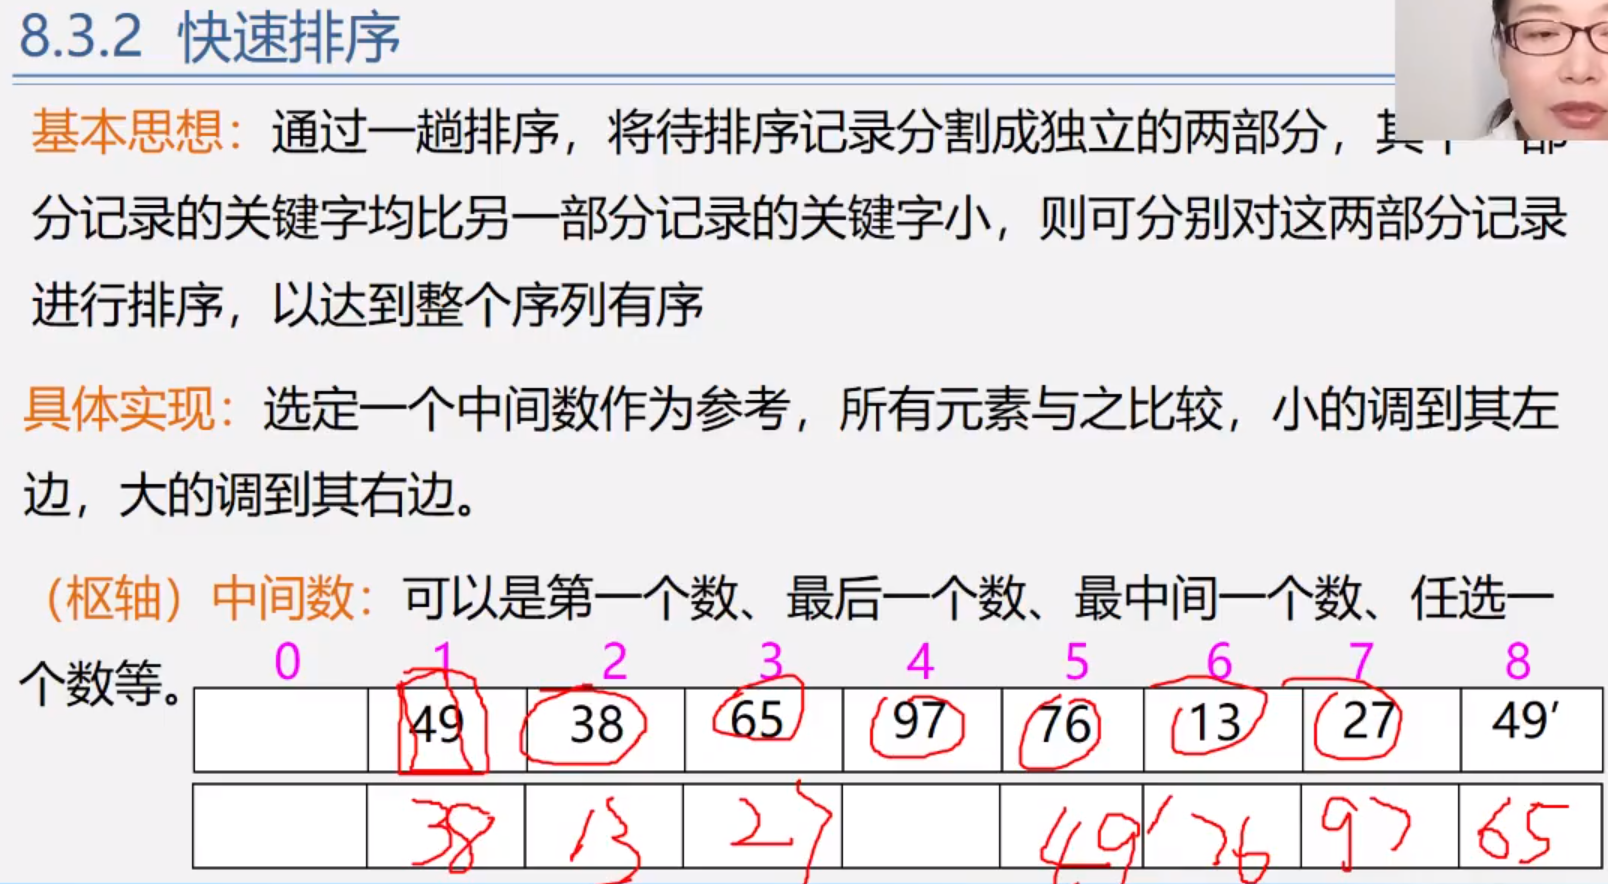 8.3.2 快速排序
基本思想：通过一趟排序，将待排序记录分割成独立的两部分，其中一部
分记录的关键字均比另一部分记录的关键字小，则可分别对这两部分记录
进行排序，以达到整个序列有序
具体实现：选定一个中间数作为参考，所有元素与之比较，小的调到其左
边，大的调到其右边。
（枢轴）中间数：可以是第一个数、最后一个数、最中间一个数、任选一
个数等。
0 1 2 3 4 5 6 7 8
49 38 65 97 76 13 27 49′
38 13 27 49′ 76 97 65